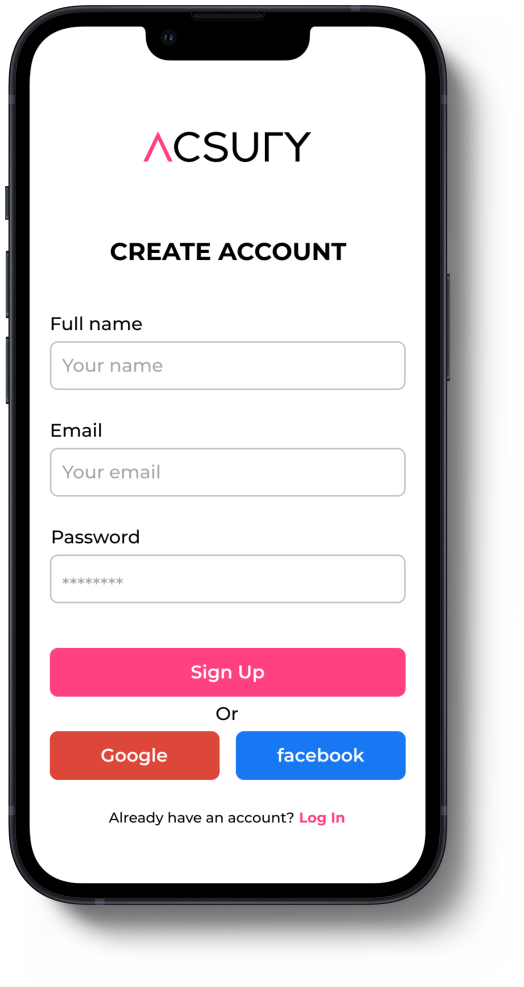 ACSURY
CREATE ACCOUNT
Full name
Your name
Email
Your email
Password
********
Sign Up
Or
Google facebook
Already have an account? Log In